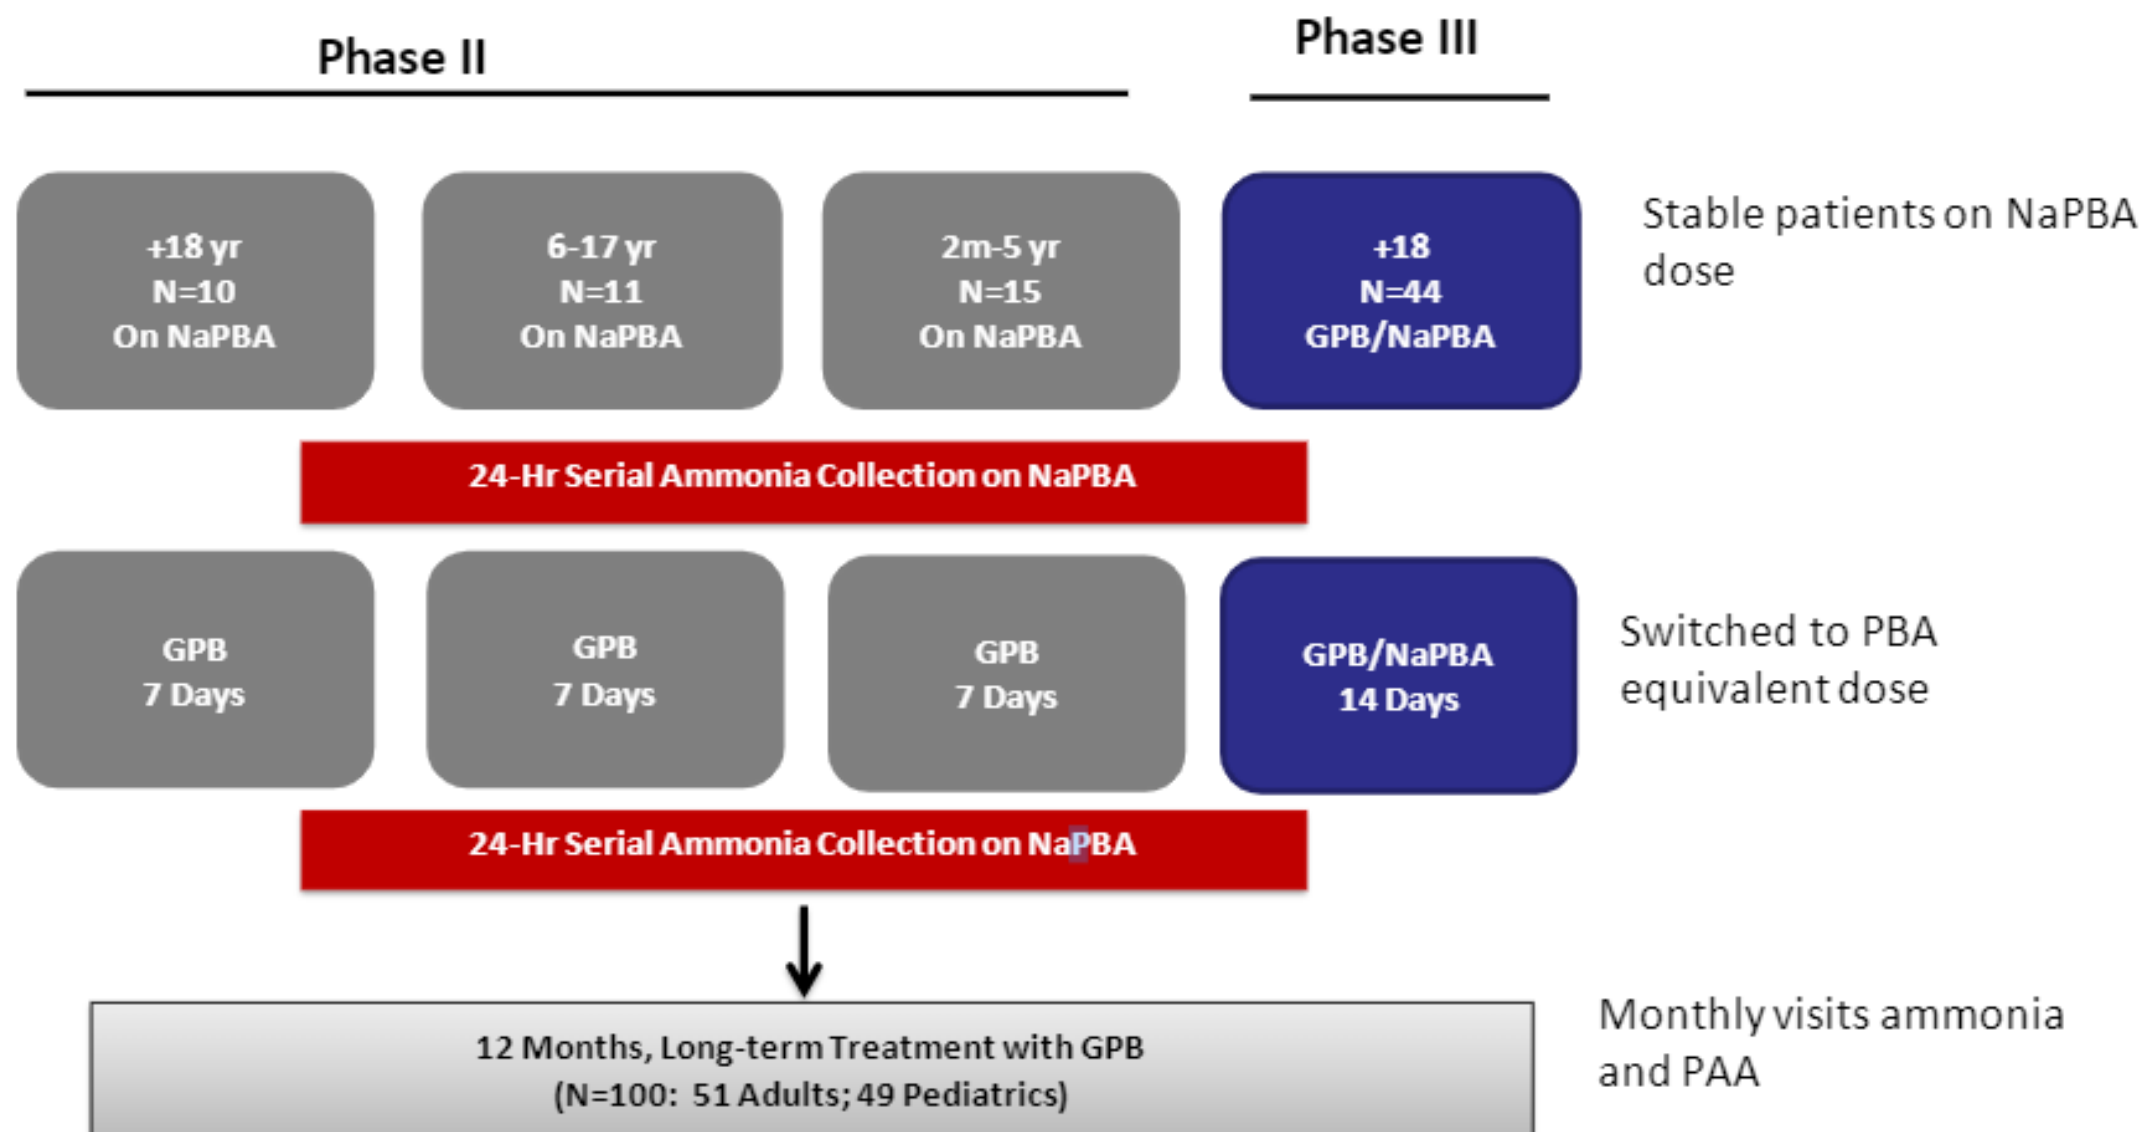 Phase II
Phase III
+18 yr
N=10
On NaPBA
6-17 yr
N=11
On NaPBA
2m-5 yr
N=15
On NaPBA
+18
N=44
GPB/NaPBA
Stable patients on NaPBA
dose
24-Hr Serial Ammonia Collection on NaPBA
GPB
7 Days
GPB
7 Days
GPB
7 Days
GPB/NaPBA
14 Days
Switched to PBA
equivalent dose
24-Hr Serial Ammonia Collection on NaPBA
12 Months, Long-term Treatment with GPB
(N=100: 51 Adults; 49 Pediatrics)
Monthly visits ammonia
and PAA